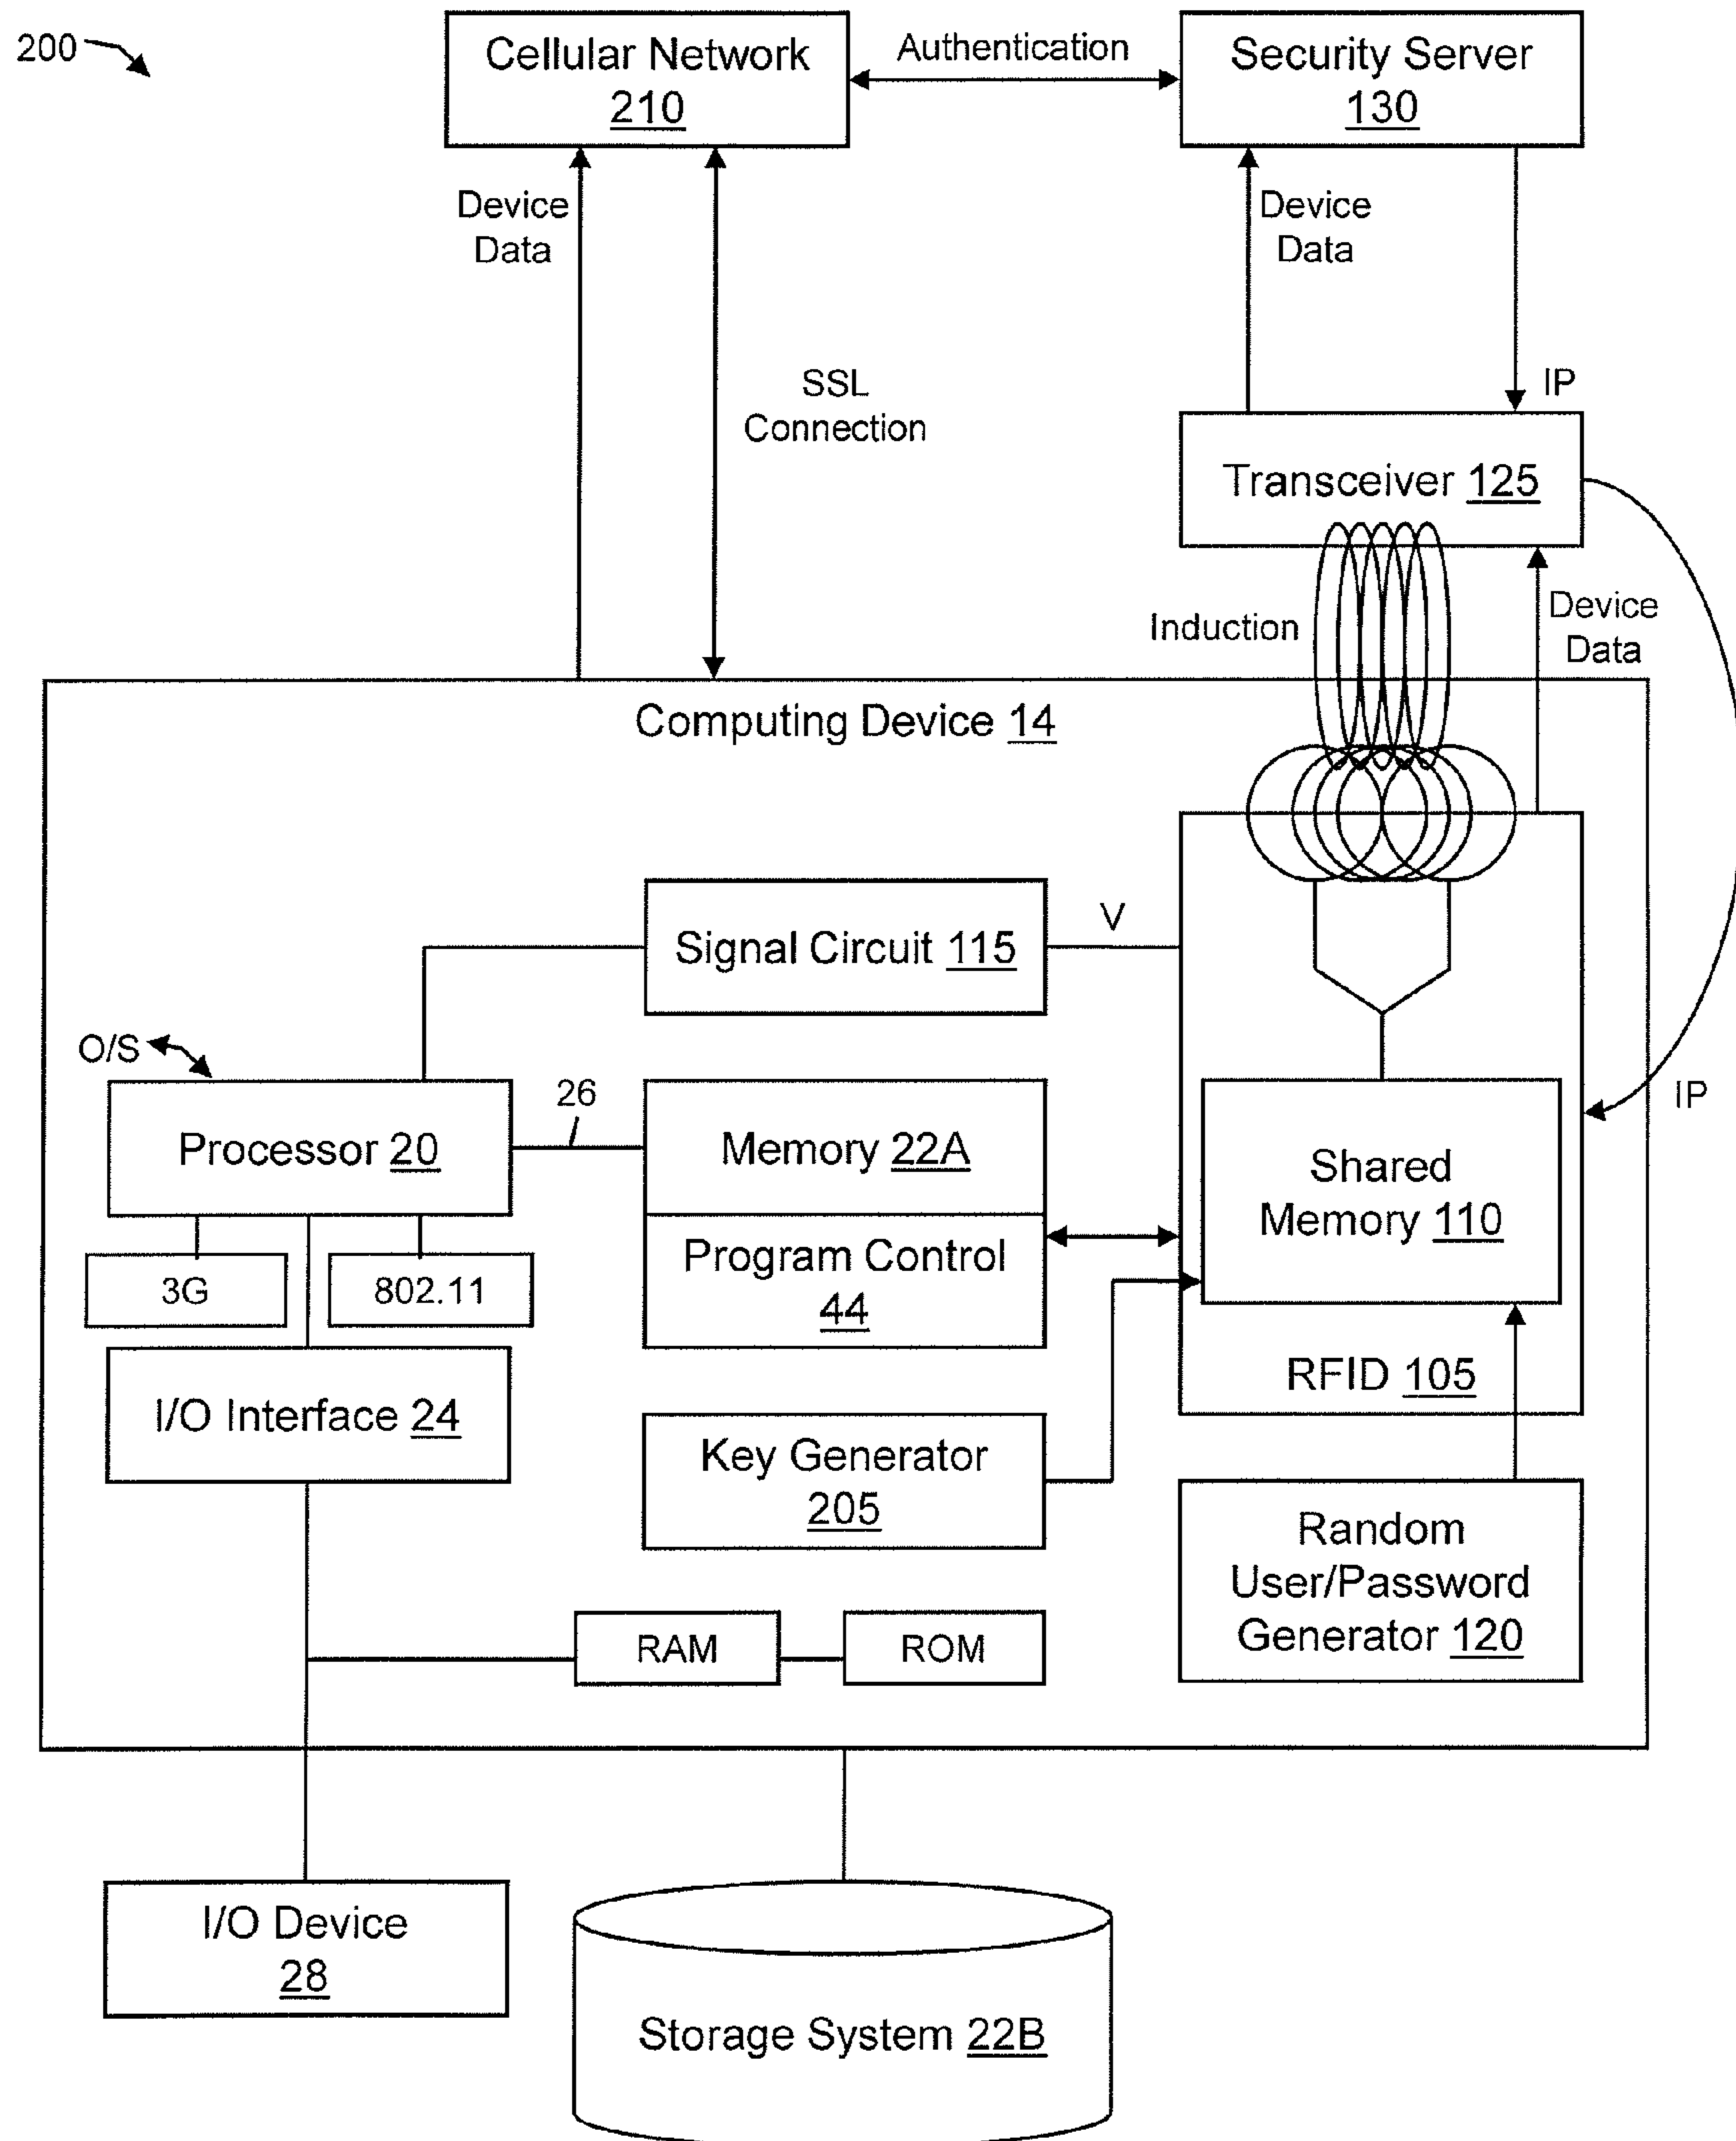 200
Cellular Network
210
Authentication
Security Server
130
Device
Data
Device
Data
SSL
Connection
IP
Transceiver 125
Induction
Device
Data
Computing Device 14
Signal Circuit 115
V
O/S
26
Processor 20
Memory 22A
Shared
Memory 110
IP
3G
802.11
Program Control
44
RFID 105
I/O Interface 24
Key Generator
205
Random
User/Password
Generator 120
RAM
ROM
I/O Device
28
Storage System 22B